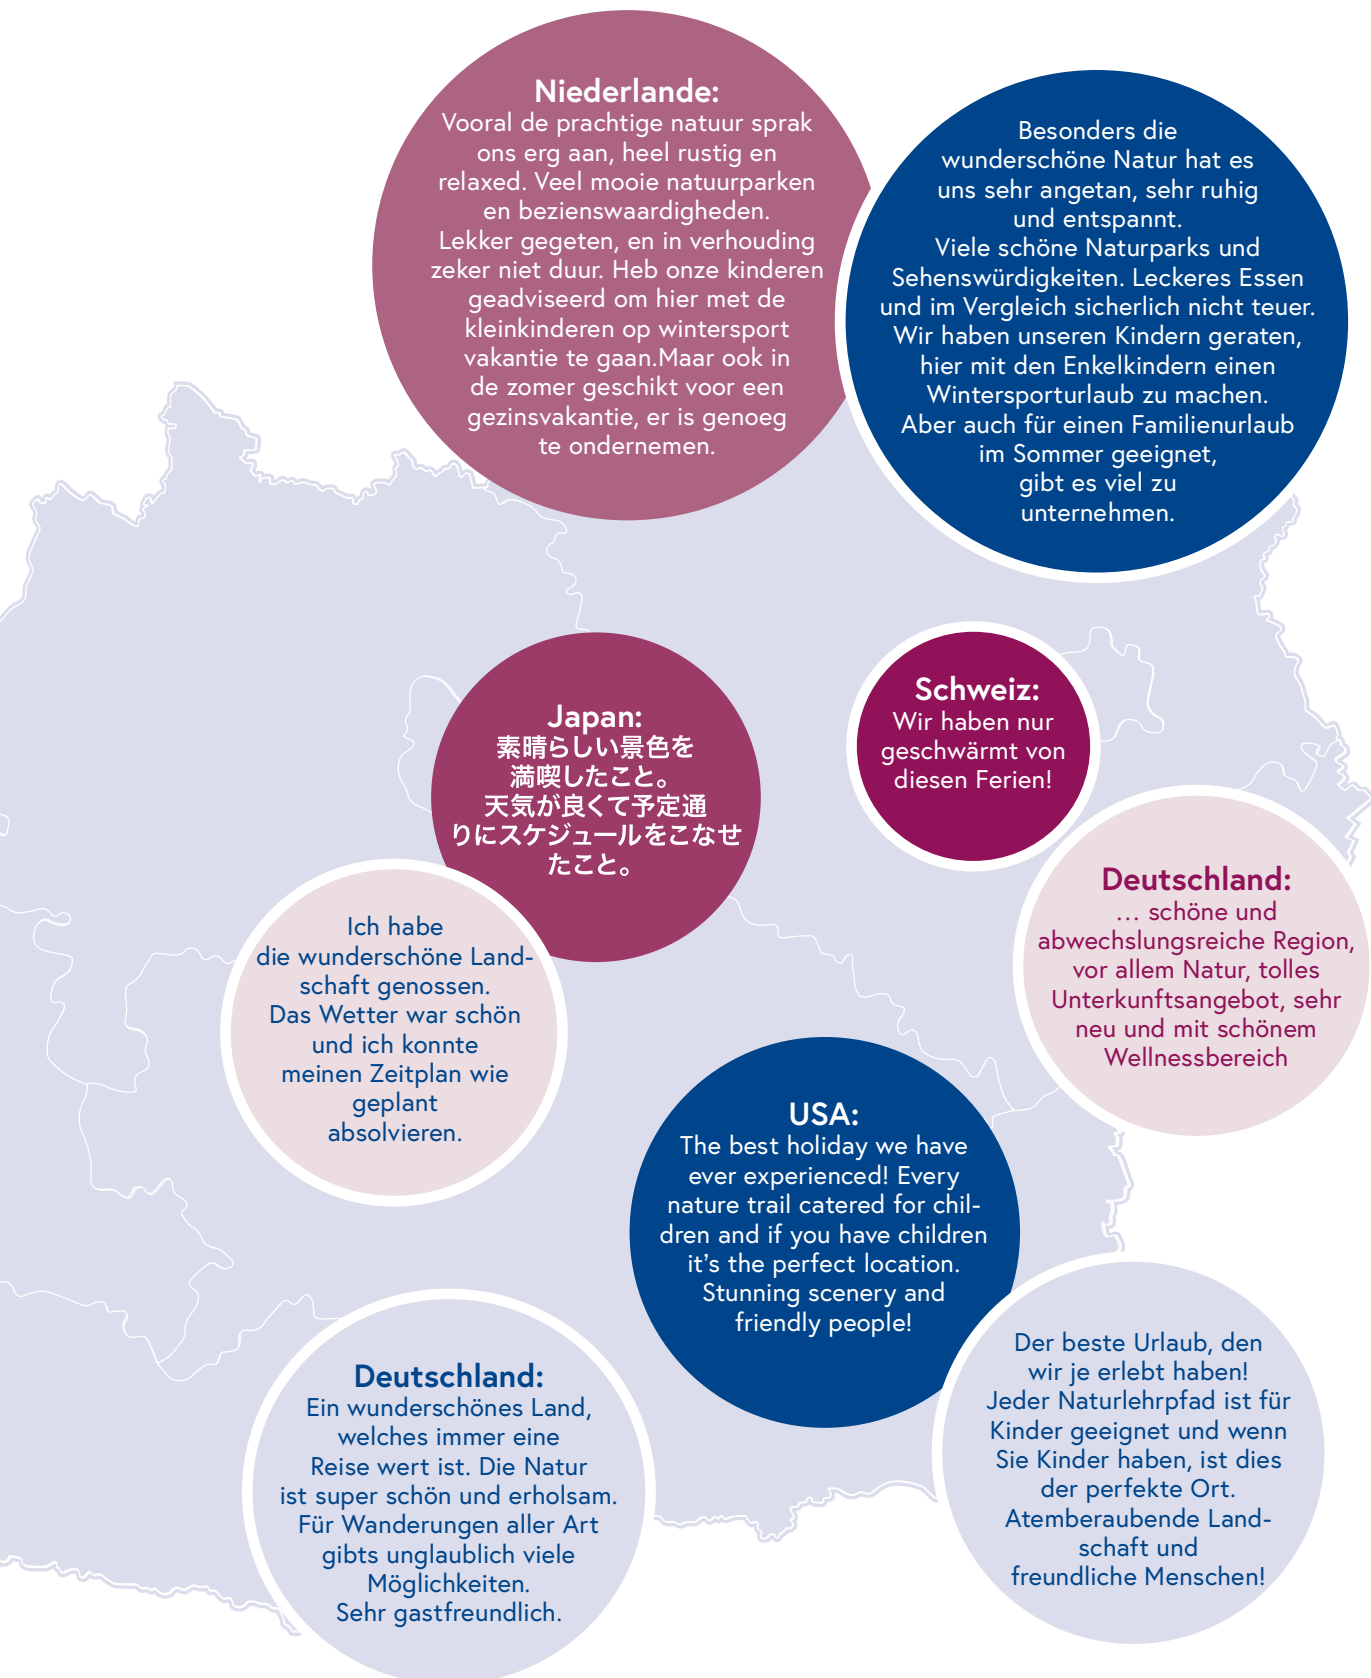 Niederlande:
Vooral de prachtige natuur sprak
ons erg aan, heel rustig en
relaxed. Veel mooie natuurparken
en bezienswaardigheden.
Lekker gegeten, en in verhouding
zeker niet duur. Heb onze kinderen
geadviseerd om hier met de
kleinkinderen op wintersport
vakantie te gaan.Maar ook in
de zomer geschikt voor een
gezinsvakantie, er is genoeg
te ondernemen.
Besonders die
wunderschöne Natur hat es
uns sehr angetan, sehr ruhig
und entspannt.
Viele schöne Naturparks und
Sehenswürdigkeiten. Leckeres Essen
und im Vergleich sicherlich nicht teuer.
Wir haben unseren Kindern geraten,
hier mit den Enkelkindern einen
Wintersporturlaub zu machen.
Aber auch für einen Familienurlaub
im Sommer geeignet,
gibt es viel zu
unternehmen.
Japan:
素晴らしい景色を
満喫したこと。
天気が良くて予定通
りにスケジュールをこなせ
たこと。
Schweiz:
Wir haben nur
geschwärmt von
diesen Ferien!
Deutschland:
… schöne und
abwechslungsreiche Region,
vor allem Natur, tolles
Unterkunftsangebot, sehr
neu und mit schönem
Wellnessbereich
Ich habe
die wunderschöne Land-
schaft genossen.
Das Wetter war schön
und ich konnte
meinen Zeitplan wie
geplant
absolvieren.
USA:
The best holiday we have
ever experienced! Every
nature trail catered for chil-
dren and if you have children
it's the perfect location.
Stunning scenery and
friendly people!
Der beste Urlaub, den
wir je erlebt haben!
Jeder Naturlehrpfad ist für
Kinder geeignet und wenn
Sie Kinder haben, ist dies
der perfekte Ort.
Atemberaubende Land-
schaft und
freundliche Menschen!
Deutschland:
Ein wunderschönes Land,
welches immer eine
Reise wert ist. Die Natur
ist super schön und erholsam.
Für Wanderungen aller Art
gibts unglaublich viele
Möglichkeiten.
Sehr gastfreundlich.